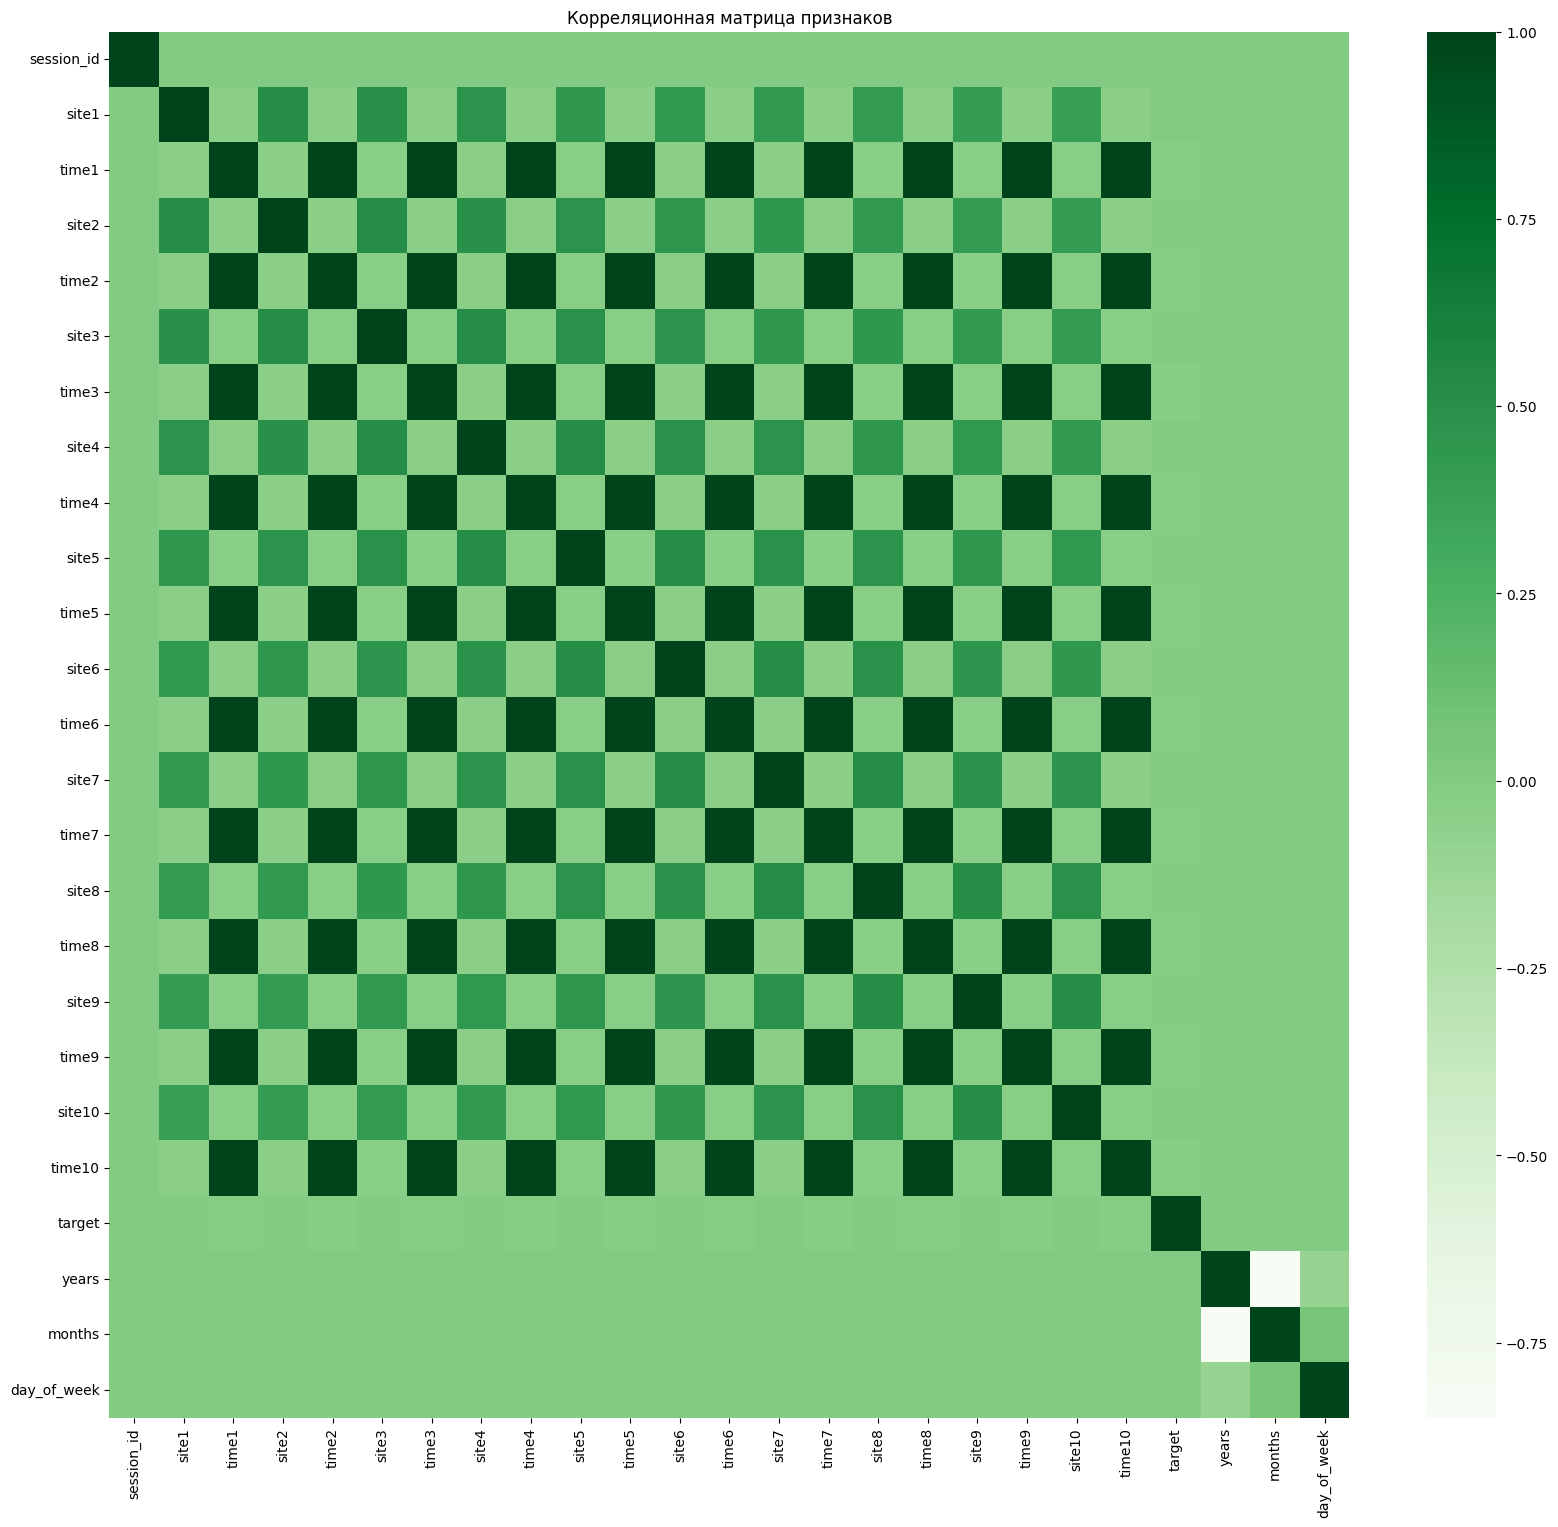 Корреляционная матрица признаков
session_id
site1
time1
site2
time2
site3
time3
site4
time4
site5
time5
site6
time6
site7
time7
site8
time8
site9
time9
site10
time10
target
years
months
day_of_week
session_id
site1
time1
site2
time2
site3
time3
site4
time4
site5
time5
site6
time6
site7
time7
site8
time8
site9
time9
site10
time10
target
years
months
day_of_week
1.00
0.75
0.50
0.25
0.00
−0.25
−0.50
−0.75